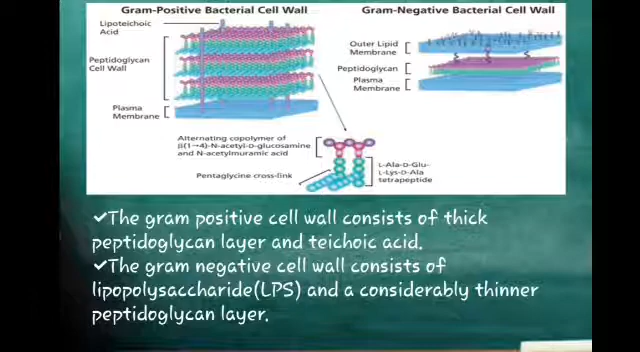 Gram-Positive Bacterial Cell Wall
Gram-Negative Bacterial Cell Wall
Lipoteichoic
Acid
Peptidoglycan
Cell Wall
Plasma
Membrane
Outer Lipid
Membrane
Peptidoglycan
Plasma
Membrane
Alternating copolymer of
β(1→4)-N-acetyl-D-glucosamine
and N-acetylmuramic acid
Pentaglycine cross-link
L-Ala-D-Glu-
L-Lys-D-Ala
tetrapeptide
✓The gram positive cell wall consists of thick
peptidoglycan layer and teichoic acid.
✓The gram negative cell wall consists of
lipopolysaccharide(LPS) and a considerably thinner
peptidoglycan layer.